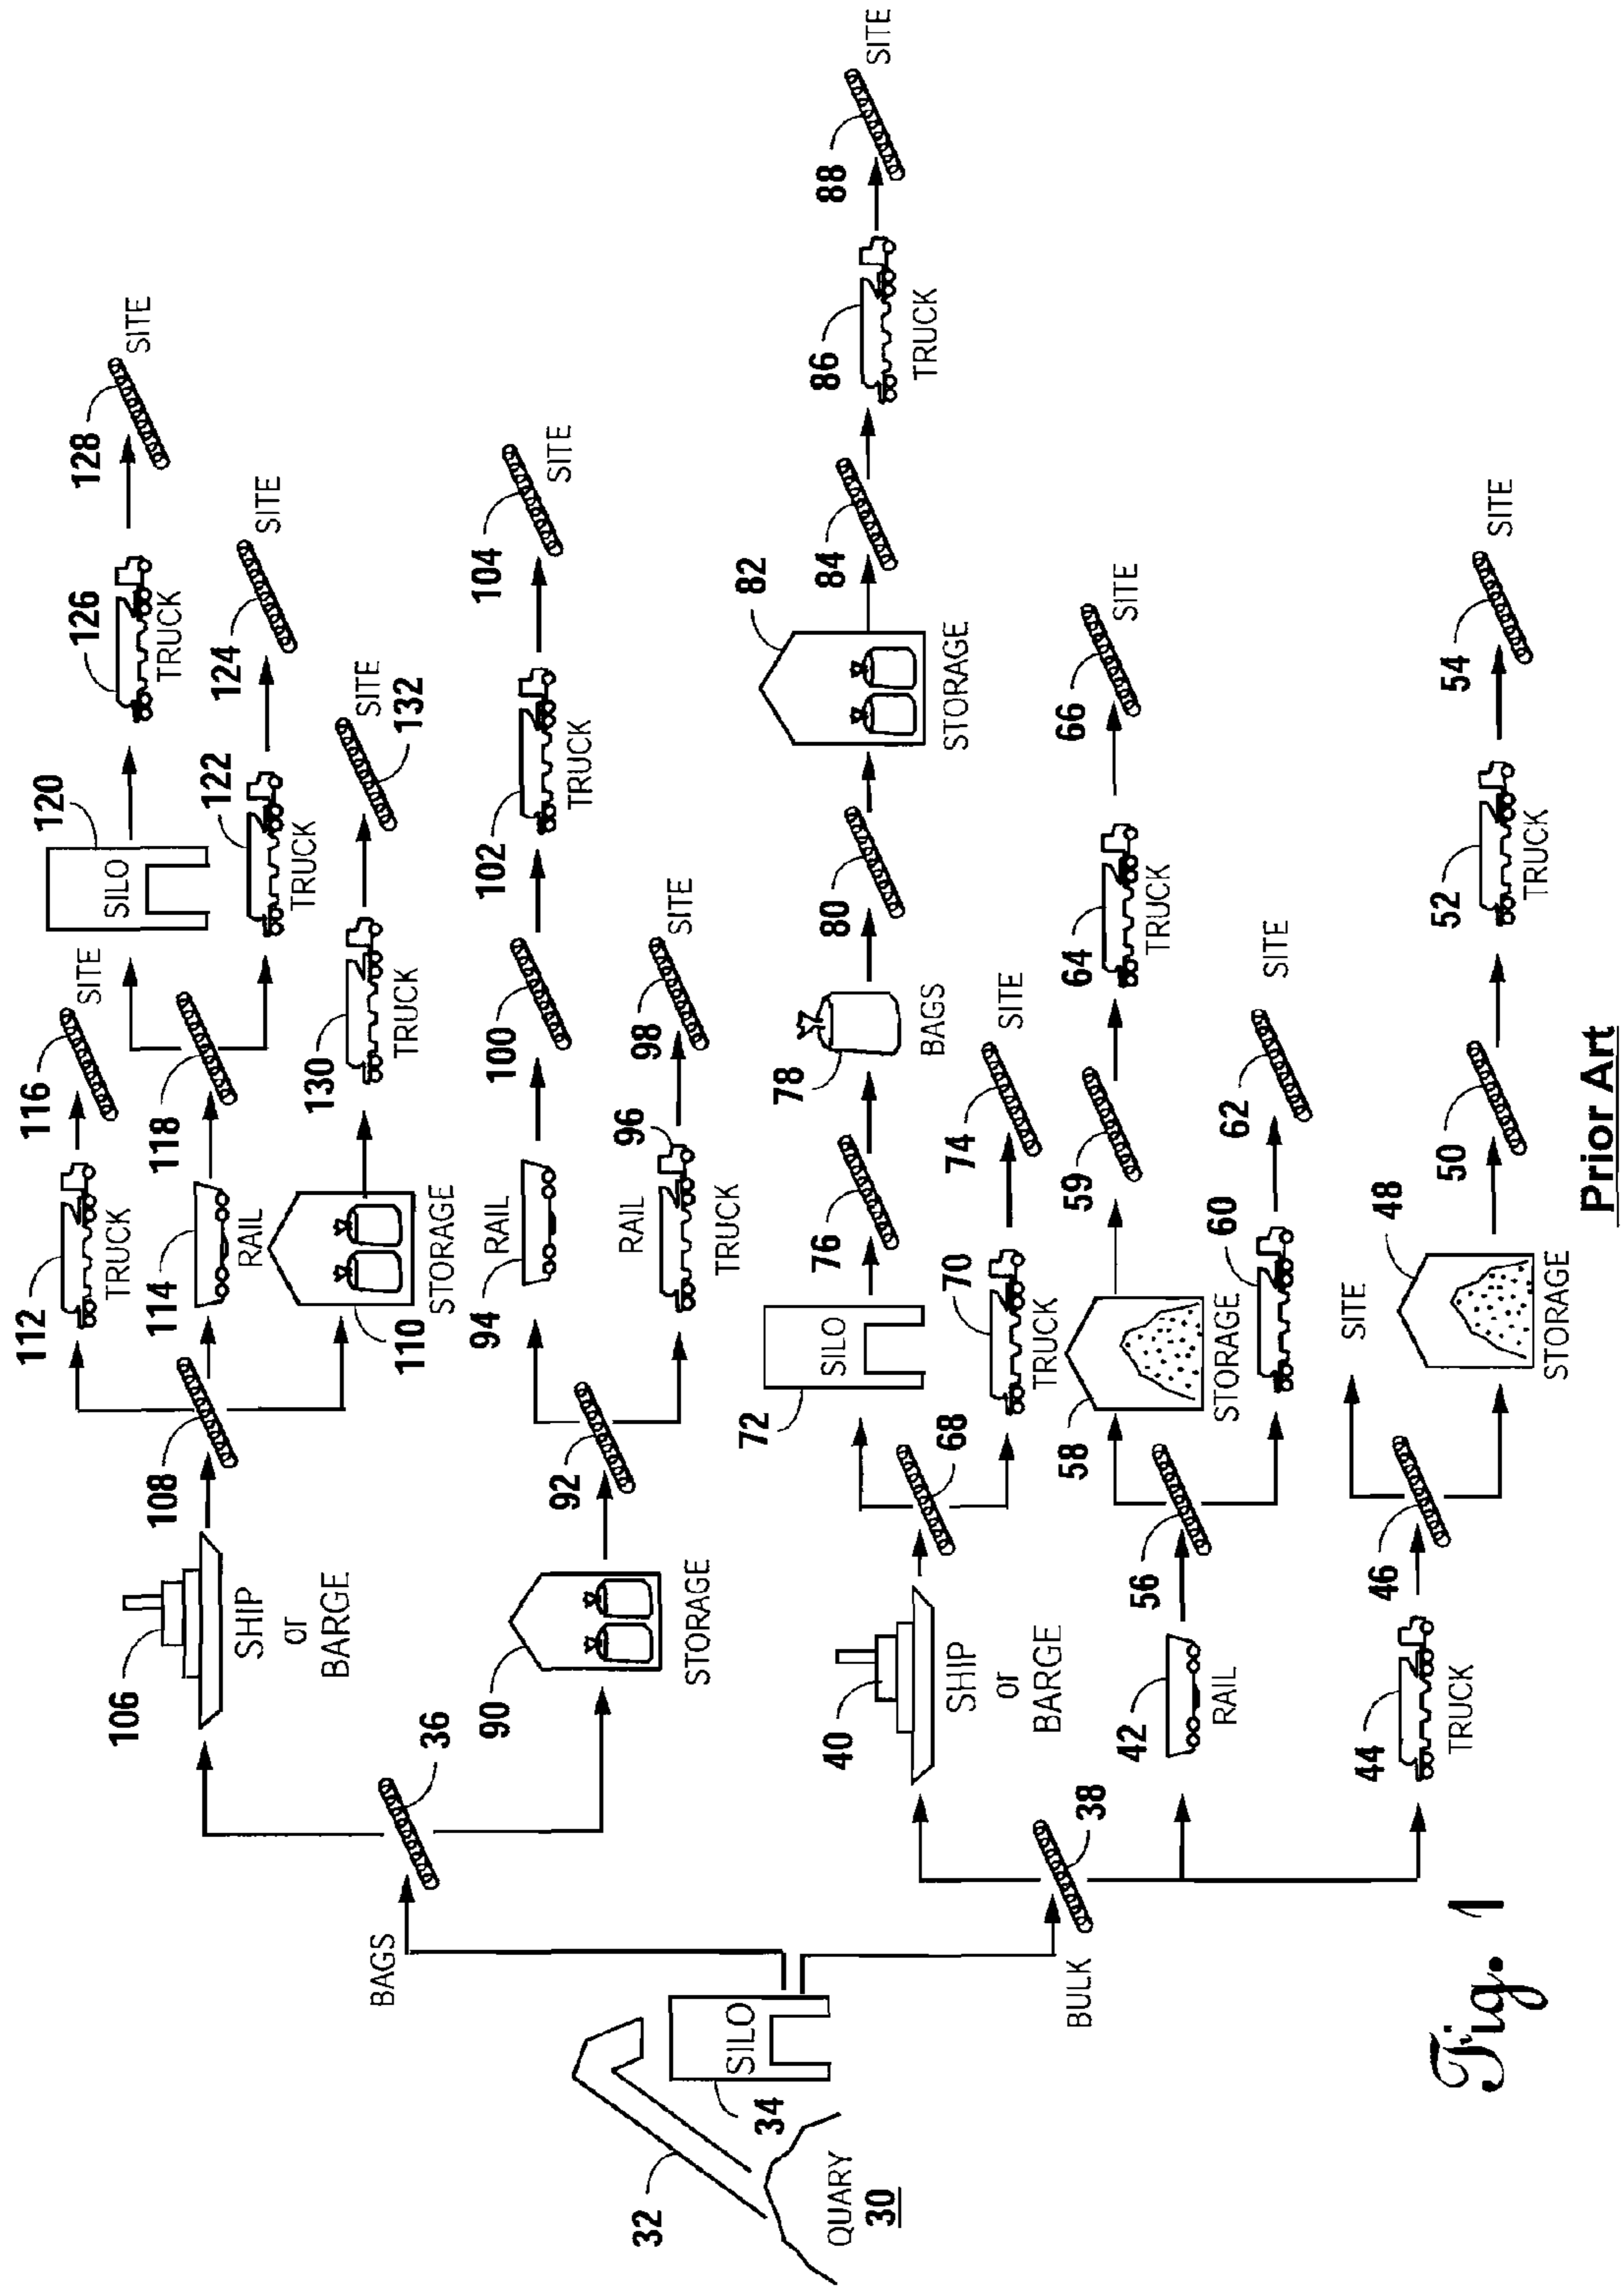 112
TRUCK
116
SITE
114
RAIL
118
120
SILO
126
TRUCK
128
SITE
122
TRUCK
124
SITE
106
SHIP
or
BARGE
108
110
STORAGE
130
TRUCK
132
SITE
BAGS
36
90
STORAGE
92
94
RAIL
100
102
TRUCK
104
SITE
RAIL
96
TRUCK
98
SITE
32
34
SILO
QUARY
30
72
SILO
76
78
BAGS
80
82
STORAGE
84
86
TRUCK
88
SITE
40
SHIP
or
BARGE
68
70
TRUCK
74
SITE
BULK
38
58
STORAGE
59
64
TRUCK
66
SITE
42
RAIL
56
60
62
SITE
44
TRUCK
46
SITE
48
STORAGE
50
52
TRUCK
54
SITE
Fig. 1
Prior Art